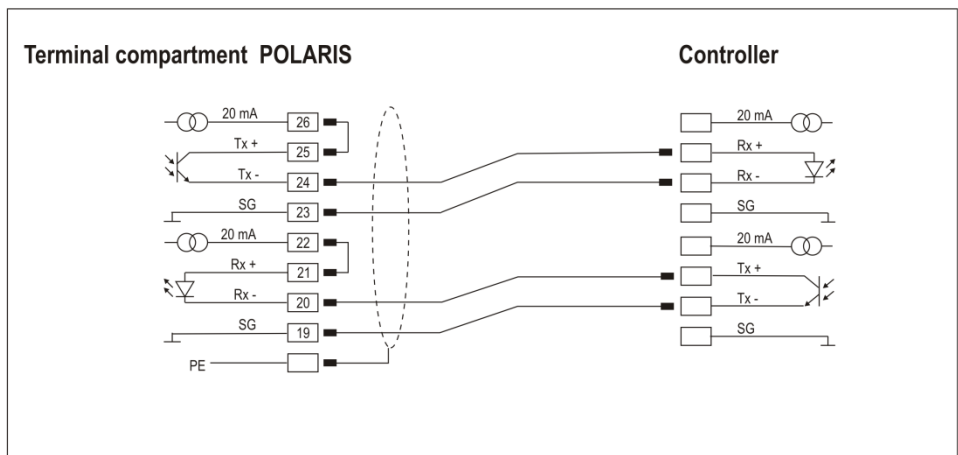 Terminal compartment POLARIS
Controller
20 mA 26
Tx + 25
Tx - 24
SG 23
20 mA 22
Rx + 21
Rx - 20
SG 19
PE
20 mA
Rx +
Rx -
SG
20 mA
Tx +
Tx -
SG